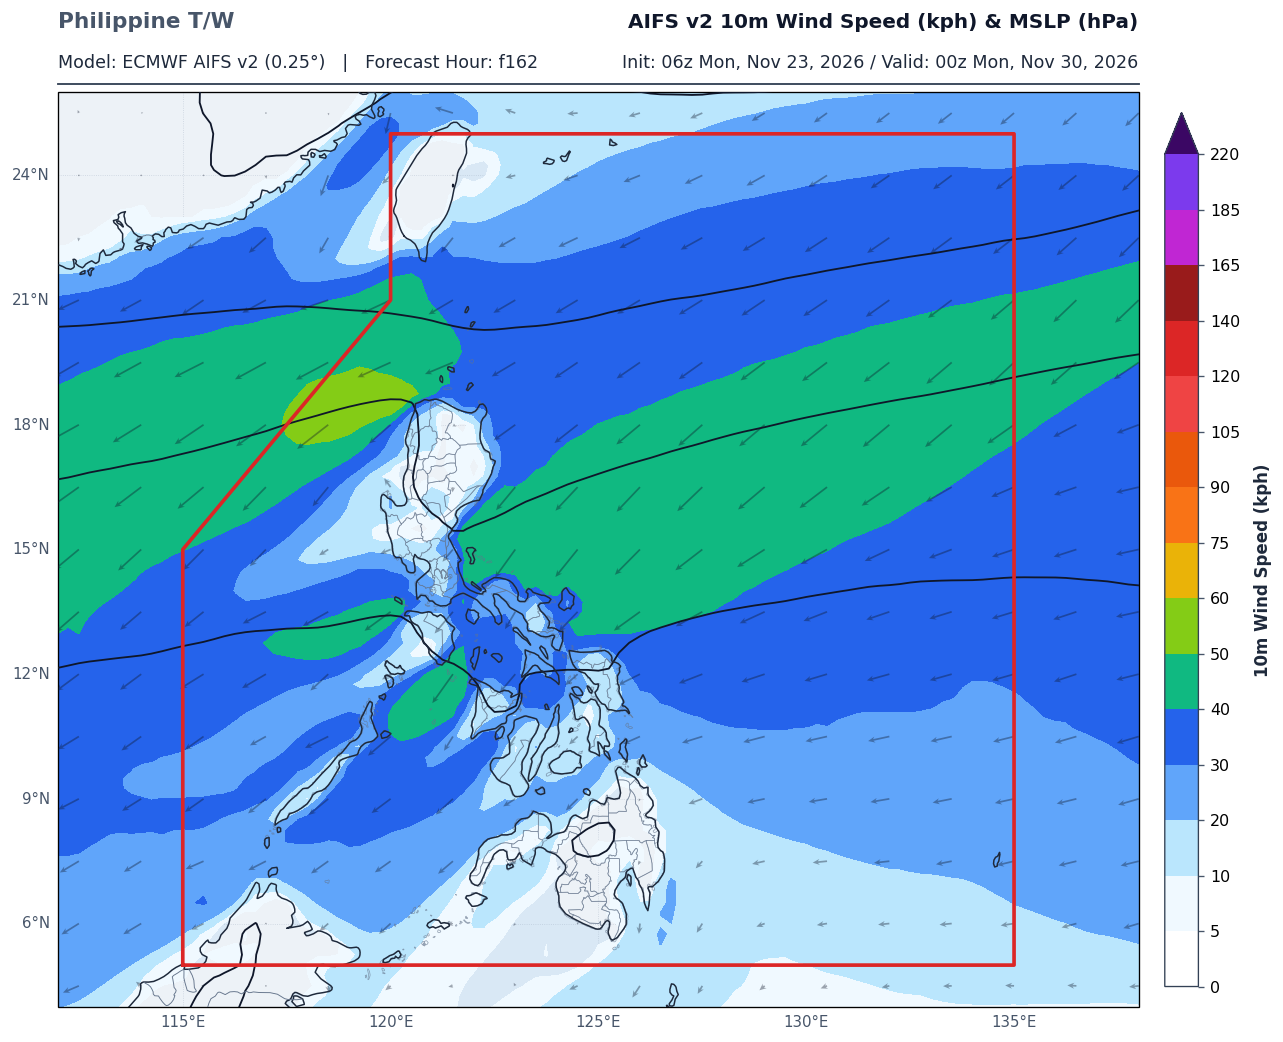 Philippine T/W
AIFS v2 10m Wind Speed (kph) & MSLP (hPa)
Model: ECMWF AIFS v2 (0.25°) | Forecast Hour: f162
Init: 06z Mon, Nov 23, 2026 / Valid: 00z Mon, Nov 30, 2026
24°N
21°N
18°N
15°N
12°N
9°N
6°N
115°E
120°E
125°E
130°E
135°E
220
185
165
140
120
105
90
75
60
50
40
30
20
10
5
0
10m Wind Speed (kph)